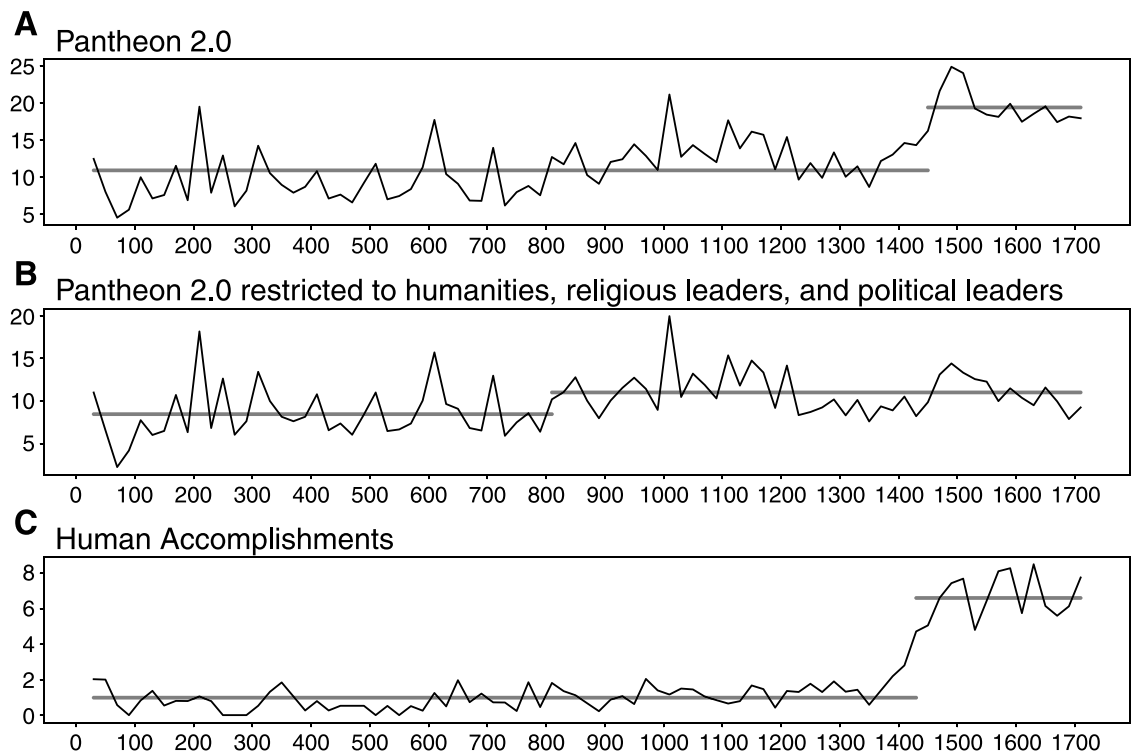 A
Pantheon 2.0
25
20
15
10
5
0 100 200 300 400 500 600 700 800 900 1000 1100 1200 1300 1400 1500 1600 1700
B
Pantheon 2.0 restricted to humanities, religious leaders, and political leaders
20
15
10
5
0 100 200 300 400 500 600 700 800 900 1000 1100 1200 1300 1400 1500 1600 1700
C
Human Accomplishments
8
6
4
2
0
0 100 200 300 400 500 600 700 800 900 1000 1100 1200 1300 1400 1500 1600 1700